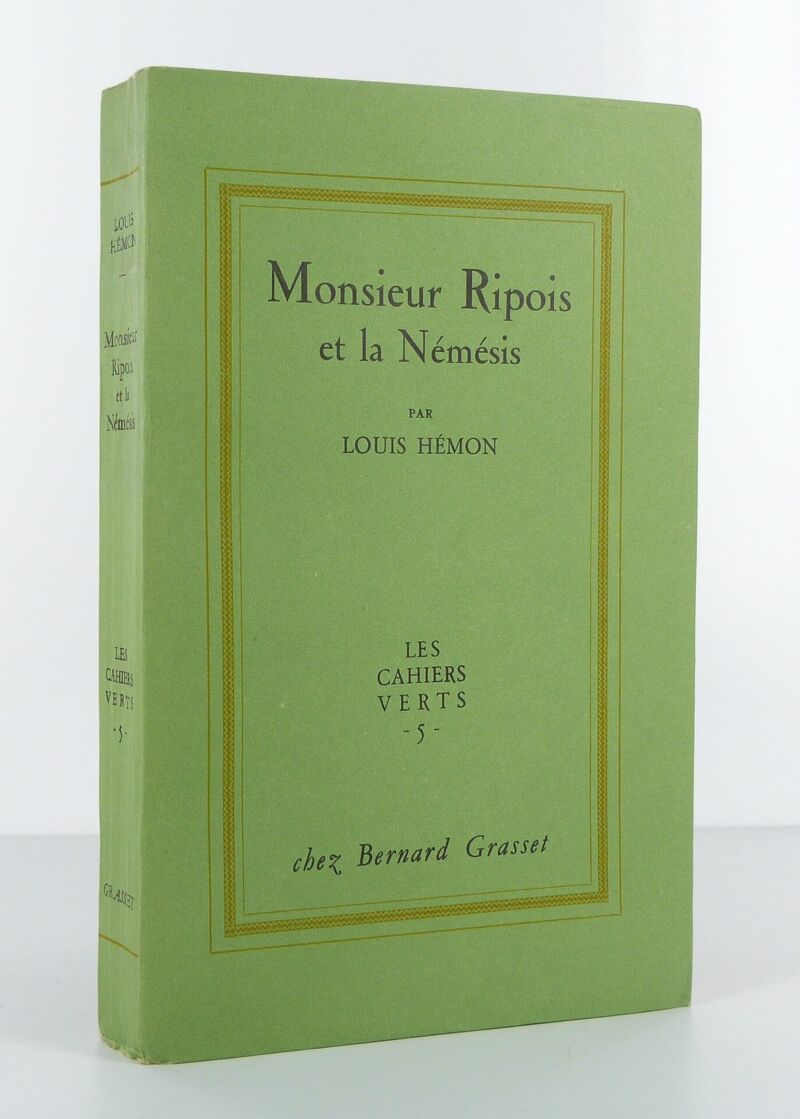 LOUIS
HÉMON
Monsieur
Ripois
et la
Némésis
LES
CAHIERS
VERTS
-5-
GRASSET
Monsieur Ripois
et la Némésis
PAR
LOUIS HÉMON
LES
CAHIERS
VERTS
-5-
chez Bernard Grasset